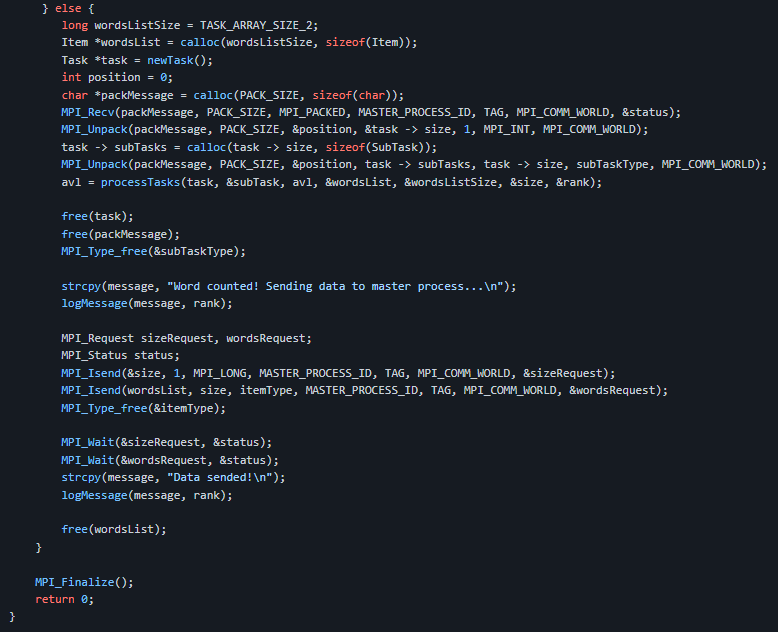 } else {
long wordsListSize = TASK_ARRAY_SIZE_2;
Item *wordsList = calloc(wordsListSize, sizeof(Item));
Task *task = newTask();
int position = 0;
char *packMessage = calloc(PACK_SIZE, sizeof(char));
MPI_Recv(packMessage, PACK_SIZE, MPI_PACKED, MASTER_PROCESS_ID, TAG, MPI_COMM_WORLD, &status);
MPI_Unpack(packMessage, PACK_SIZE, &position, &task -> size, 1, MPI_INT, MPI_COMM_WORLD);
task -> subTasks = calloc(task -> size, sizeof(SubTask));
MPI_Unpack(packMessage, PACK_SIZE, &position, task -> subTasks, task -> size, subTaskType, MPI_COMM_WORLD);
avl = processTasks(task, &subTask, avl, &wordsList, &wordsListSize, &size, &rank);
free(task);
free(packMessage);
MPI_Type_free(&subTaskType);
strcpy(message, "Word counted! Sending data to master process...\n");
logMessage(message, rank);
MPI_Request sizeRequest, wordsRequest;
MPI_Status status;
MPI_Isend(&size, 1, MPI_LONG, MASTER_PROCESS_ID, TAG, MPI_COMM_WORLD, &sizeRequest);
MPI_Isend(wordsList, size, itemType, MASTER_PROCESS_ID, TAG, MPI_COMM_WORLD, &wordsRequest);
MPI_Type_free(&itemType);
MPI_Wait(&sizeRequest, &status);
MPI_Wait(&wordsRequest, &status);
strcpy(message, "Data sended!\n");
logMessage(message, rank);
free(wordsList);
}
MPI_Finalize();
return 0;
}